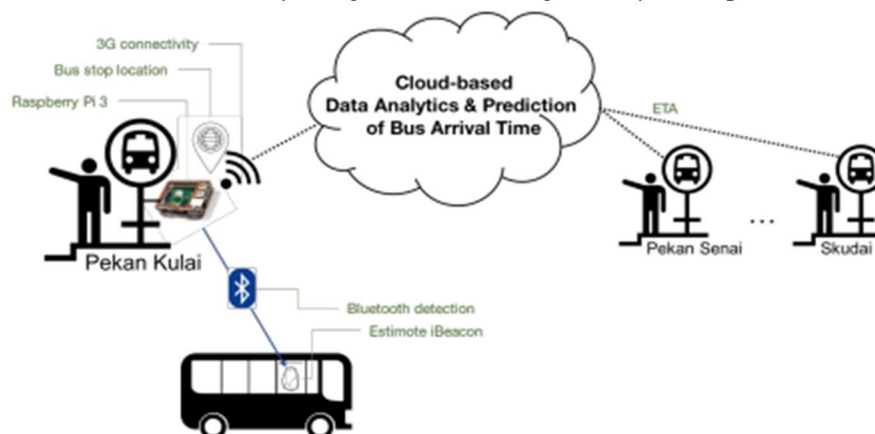 3G connectivity
Bus stop location
Raspberry Pi 3
Cloud-based
Data Analytics & Prediction
of Bus Arrival Time
ETA
Pekan Kulai
Pekan Senai
...
Skudai
Bluetooth detection
Estimote iBeacon